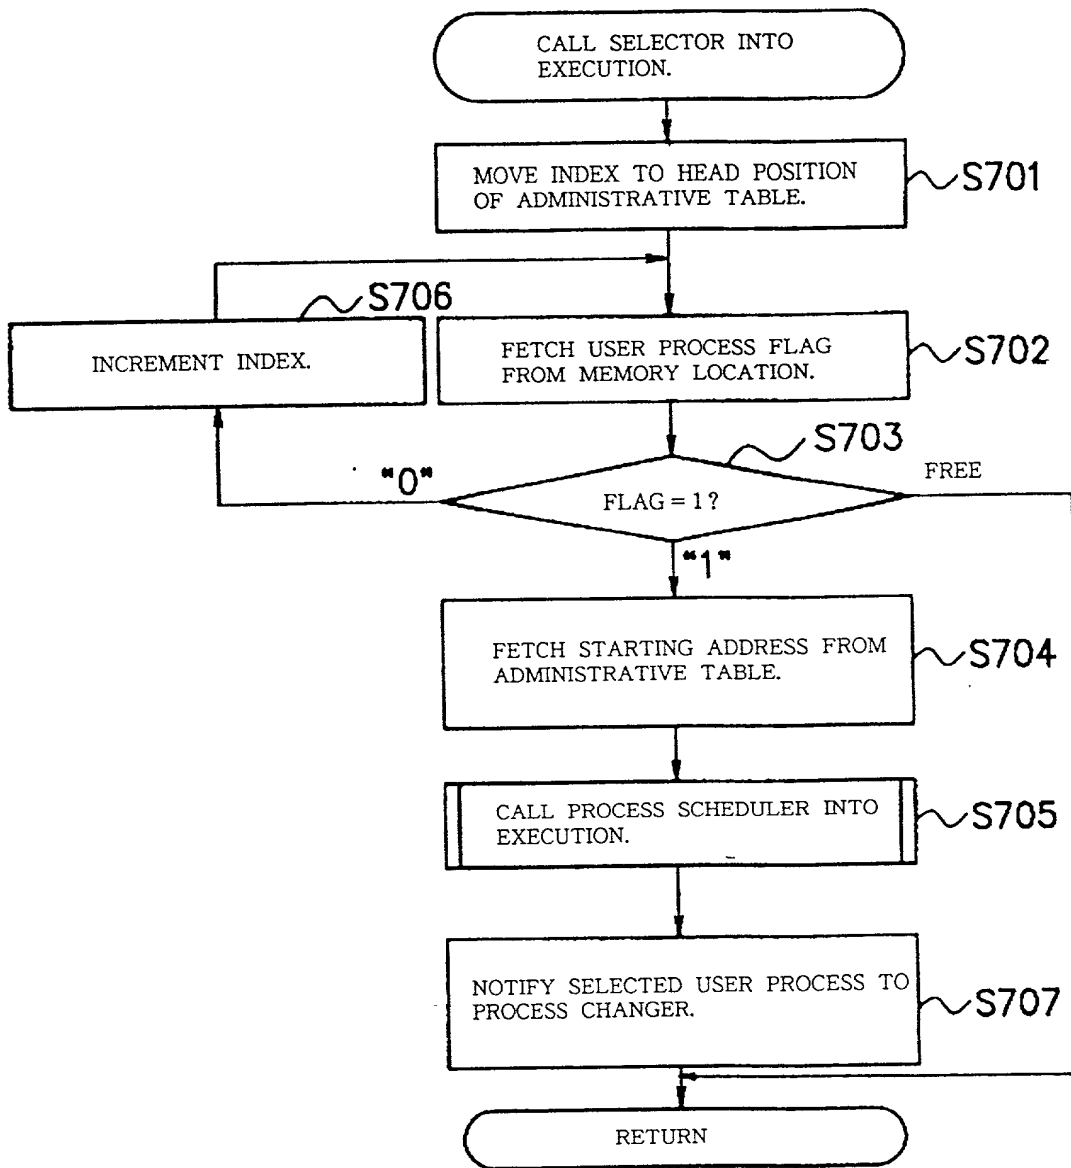 CALL SELECTOR INTO
EXECUTION.
MOVE INDEX TO HEAD POSITION
OF ADMINISTRATIVE TABLE.
S701
S706
INCREMENT INDEX.
FETCH USER PROCESS FLAG
FROM MEMORY LOCATION.
S702
S703
"0"
FLAG = 1 ?
FREE
"1"
FETCH STARTING ADDRESS FROM
ADMINISTRATIVE TABLE.
S704
CALL PROCESS SCHEDULER INTO
EXECUTION.
S705
NOTIFY SELECTED USER PROCESS TO
PROCESS CHANGER.
S707
RETURN